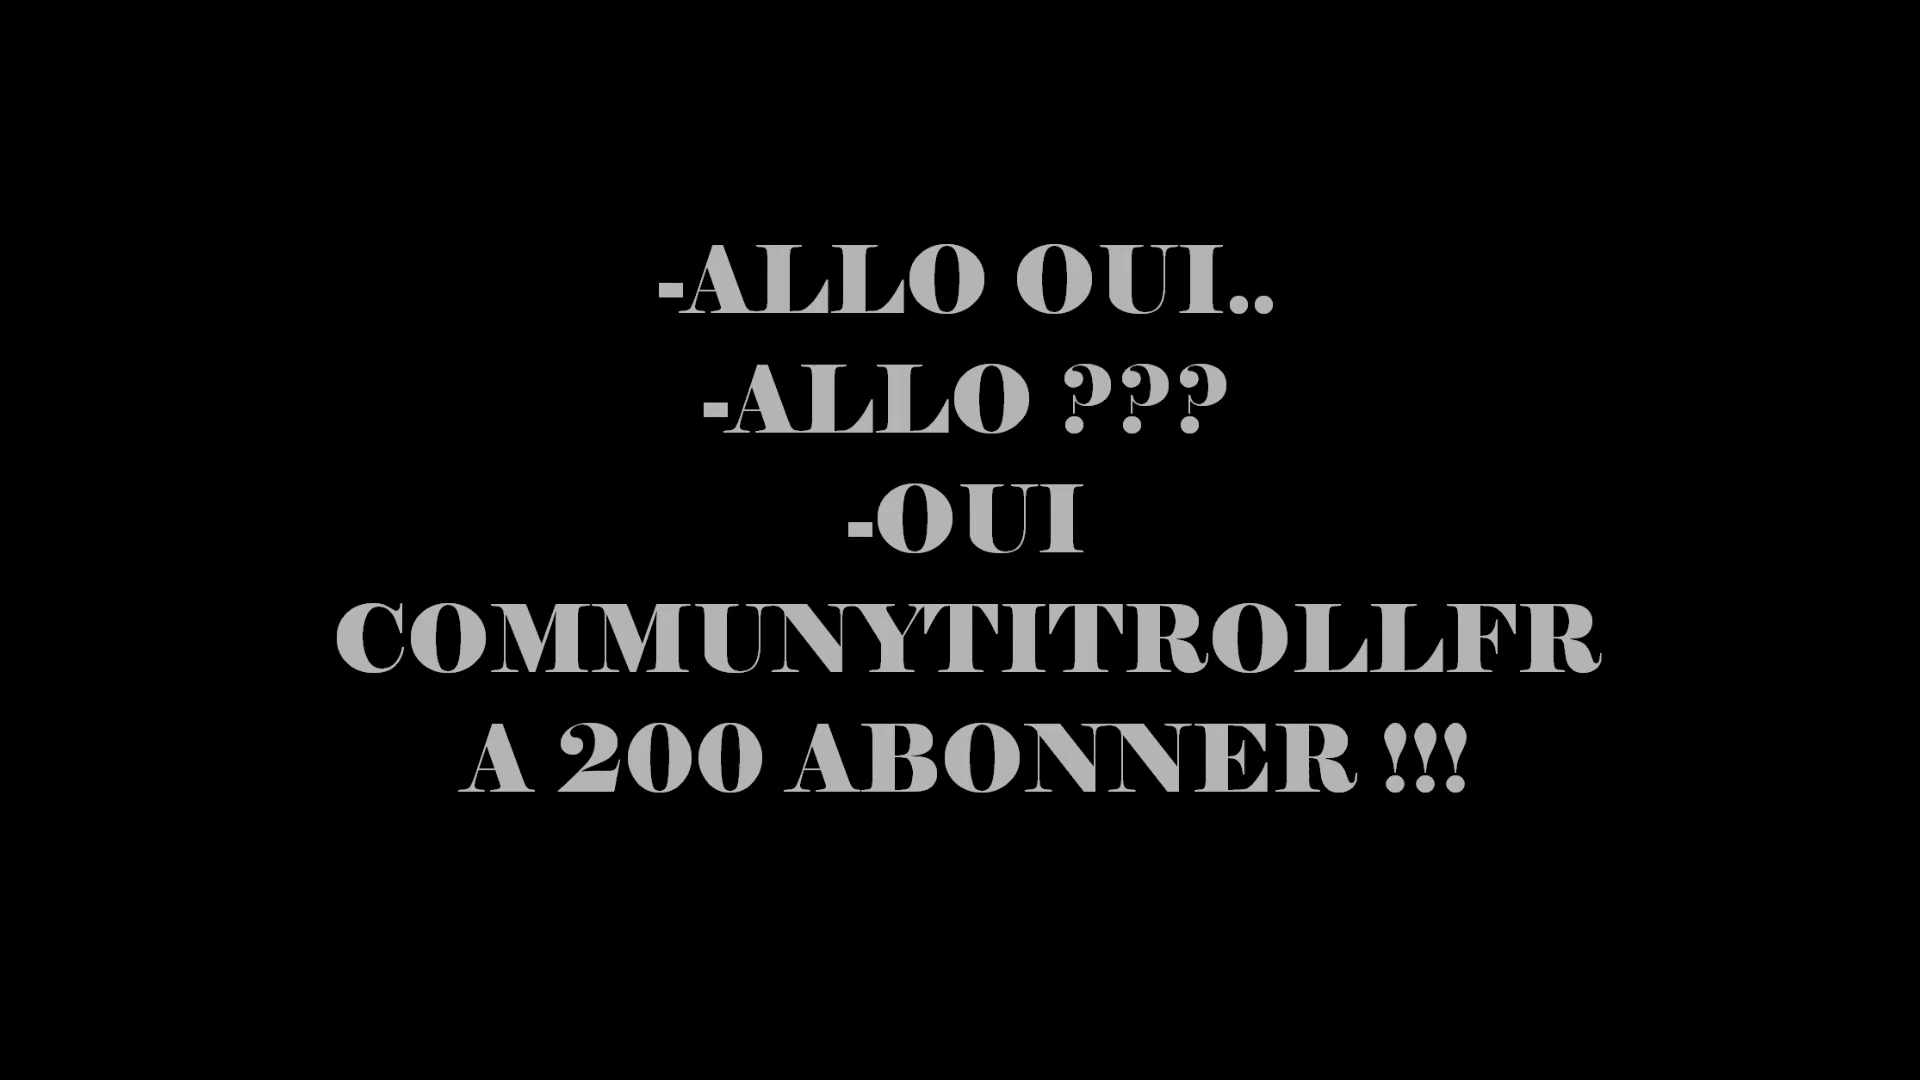 -ALLO OUI..
-ALLO ???
-OUI
COMMUNYTITROLLFR
A 200 ABONNER !!!